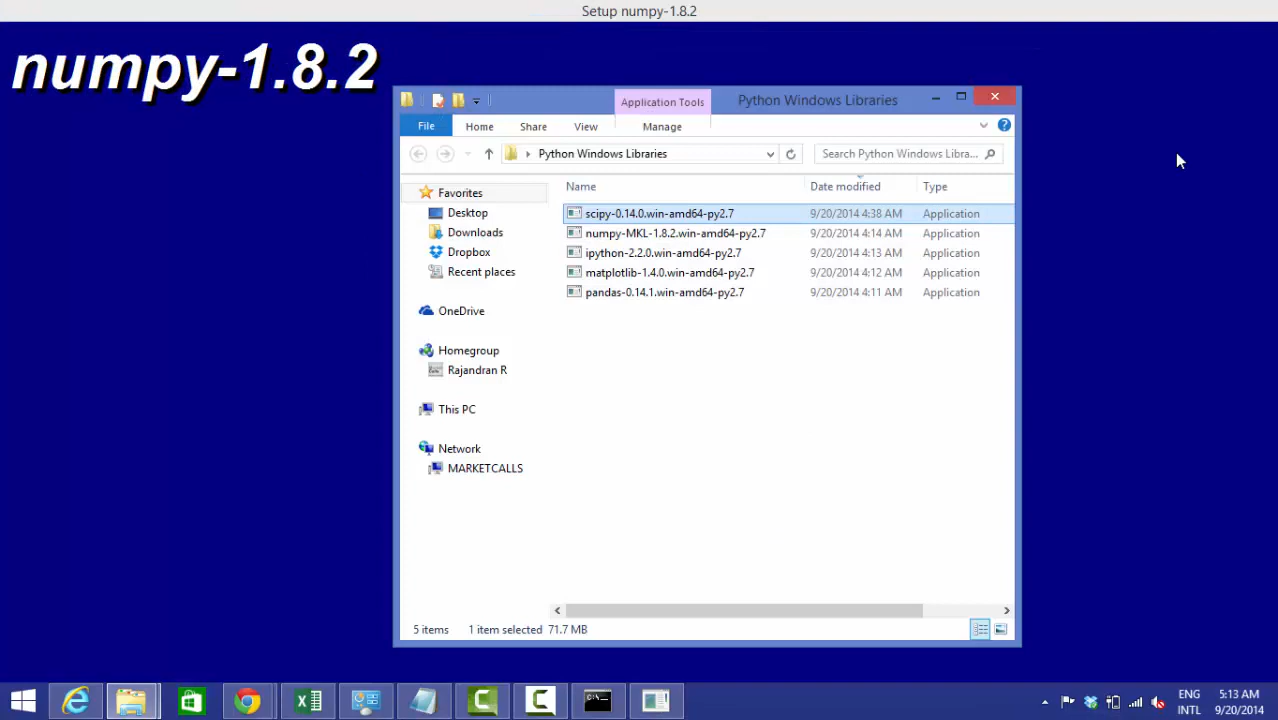 Setup numpy-1.8.2
numpy-1.8.2
Application Tools
Python Windows Libraries
File
Home
Share
View
Manage
Python Windows Libraries
Search Python Windows Libra...
Favorites
Desktop
Downloads
Dropbox
Recent places
OneDrive
Homegroup
Rajandran R
This PC
Network
MARKETCALLS
Name Date modified Type
scipy-0.14.0.win-amd64-py2.7 9/20/2014 4:38 AM Application
numpy-MKL-1.8.2.win-amd64-py2.7 9/20/2014 4:14 AM Application
ipython-2.2.0.win-amd64-py2.7 9/20/2014 4:13 AM Application
matplotlib-1.4.0.win-amd64-py2.7 9/20/2014 4:12 AM Application
pandas-0.14.1.win-amd64-py2.7 9/20/2014 4:11 AM Application
5 items 1 item selected 71.7 MB
ENG
INTL
5:13 AM
9/20/2014